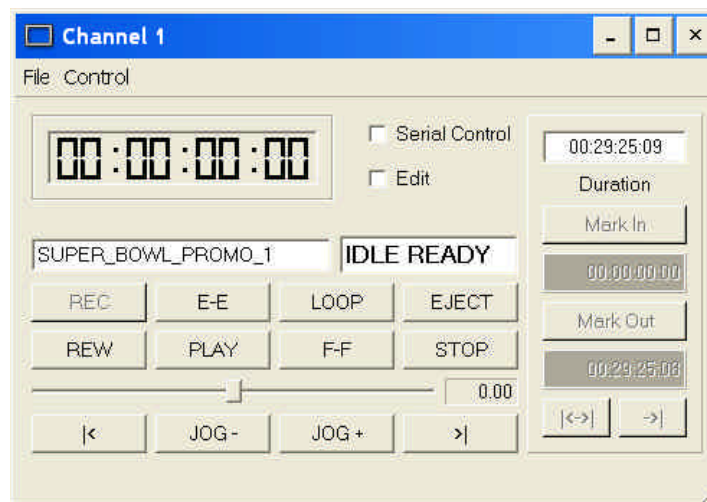 Channel 1
File Control
00:00:00:00
Serial Control
Edit
00:29:25:09
Duration
Mark In
00:00:00:00
Mark Out
00:29:25:08
|<->| ->|
SUPER_BOWL_PROMO_1 IDLE READY
REC E-E LOOP EJECT
REW PLAY F-F STOP
0.00
|< JOG - JOG + >|